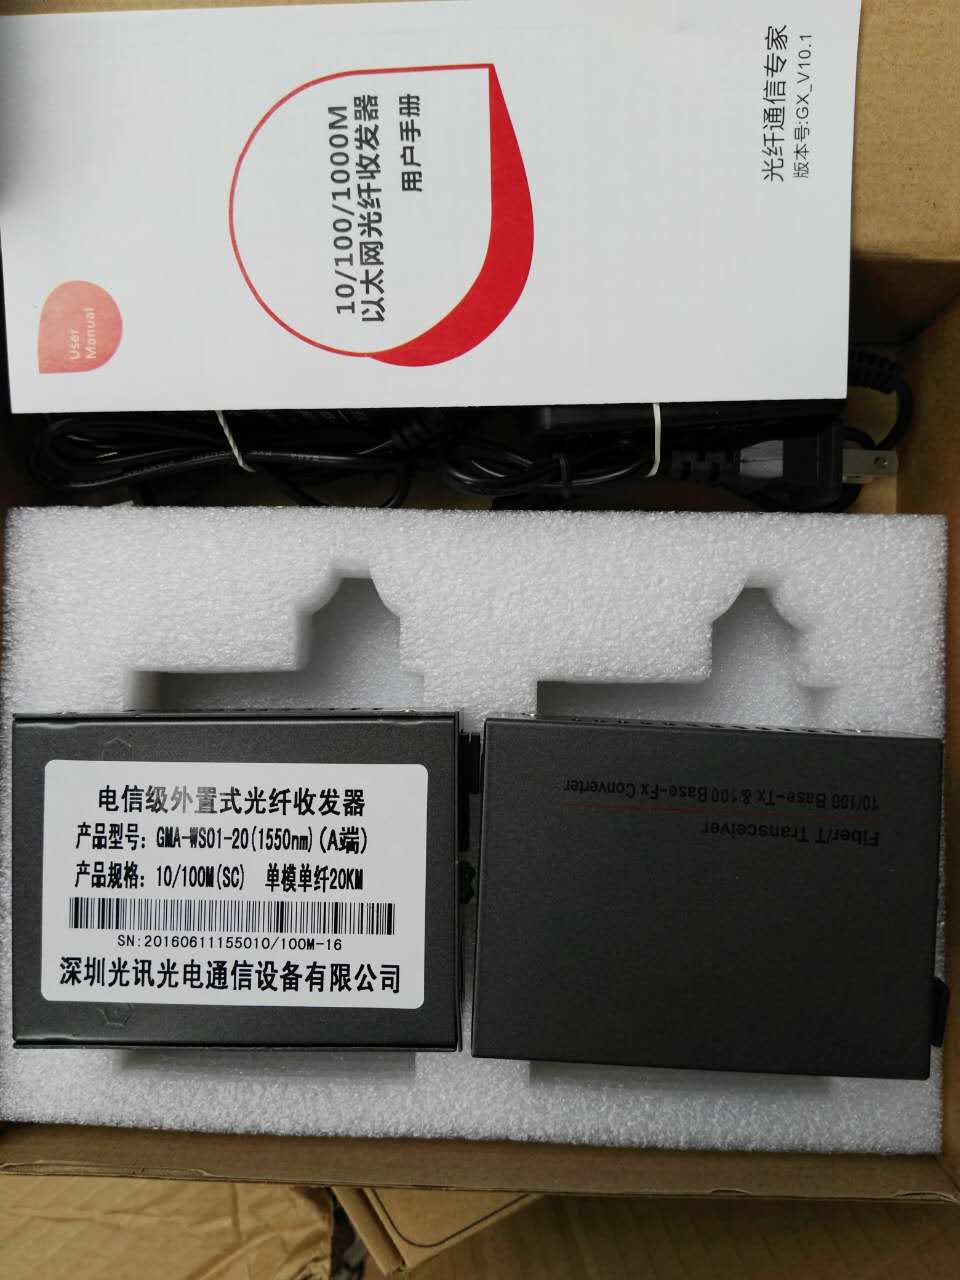 10/100/1000M
以太网光纤收发器
用户手册
光纤通信专家
版本号:GX_V10.1
User
Manual
电信级外置式光纤收发器
产品型号: GMA-WS01-20(1550nm)(A端)
产品规格: 10/100M(SC) 单模单纤20KM
SN:20160611155010/100M-16
深圳光讯光电通信设备有限公司
Fiber/T Transceiver
10/100 Base-Tx & 100 Base-Fx Converter